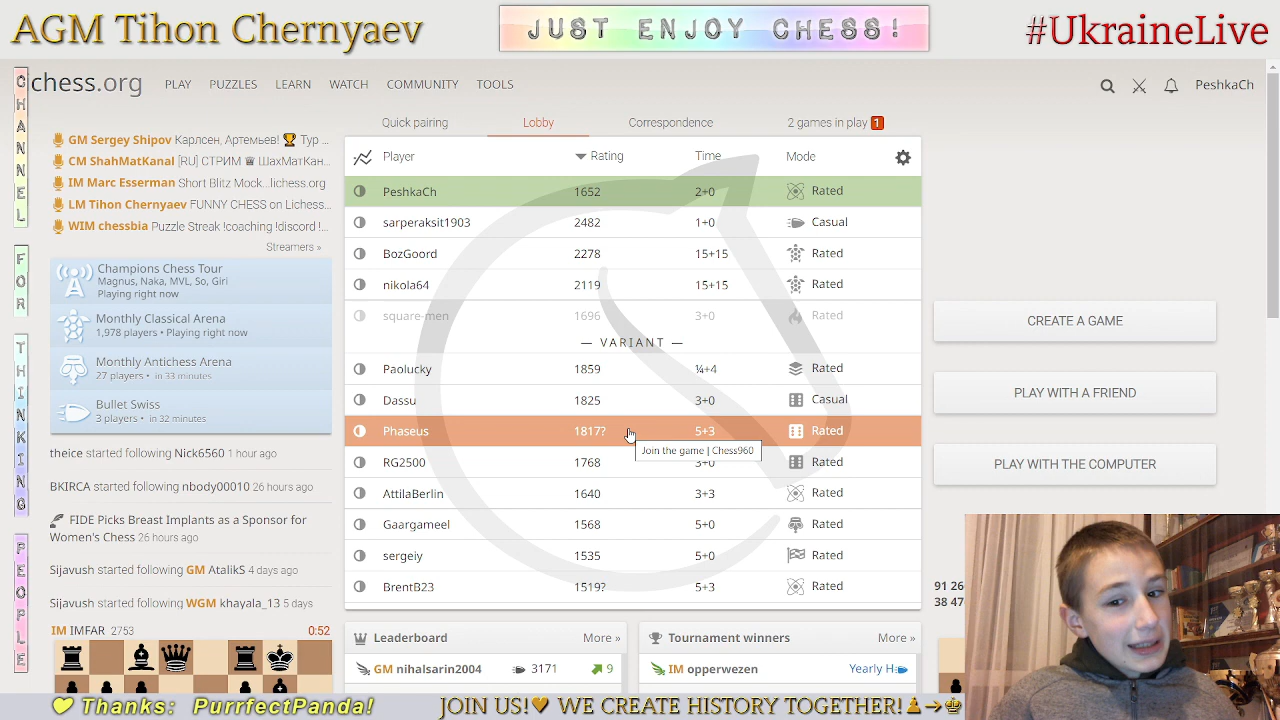 AGM Tihon Chernyaev
JUST ENJOY CHESS!
#UkraineLive
CHANNEL
FOR
THINKING
PEOPLE
chess.org
PLAY PUZZLES LEARN WATCH COMMUNITY TOOLS
PeshkaCh
GM Sergey Shipov Карлсен, Артемьев! 🏆 Тур ...
CM ShahMatKanal [RU] СТРИМ ♕ ШахМатКан...
IM Marc Esserman Short Blitz Mock...lichess.org
LM Tihon Chernyaev FUNNY CHESS on Lichess...
WIM chessbia Puzzle Streak !coaching !discord !...
Streamers »
Champions Chess Tour
Magnus, Naka, MVL, So, Giri
Playing right now
Monthly Classical Arena
1,978 players • Playing right now
Monthly Antichess Arena
27 players • in 33 minutes
Bullet Swiss
3 players • in 32 minutes
theice started following Nick6560 1 hour ago
BKIRCA started following nbody00010 26 hours ago
FIDE Picks Breast Implants as a Sponsor for
Women's Chess 26 hours ago
Sijavush started following GM AtalikS 4 days ago
Sijavush started following WGM khayala_13 5 days
IM IMFAR 2753 0:52
Quick pairing Lobby Correspondence 2 games in play 1
Player Rating Time Mode
PeshkaCh 1652 2+0 Rated
sarperaksit1903 2482 1+0 Casual
BozGoord 2278 15+15 Rated
nikola64 2119 15+15 Rated
square-men 1696 3+0 Rated
— VARIANT —
Paolucky 1859 ¼+4 Rated
Dassu 1825 3+0 Casual
Phaseus 1817? 5+3 Rated
Join the game | Chess960
RG2500 1768 3+0 Rated
AttilaBerlin 1640 3+3 Rated
Gaargameel 1568 5+0 Rated
sergeiy 1535 5+0 Rated
BrentB23 1519? 5+3 Rated
Leaderboard More »
GM nihalsarin2004 3171 9
Tournament winners More »
IM opperwezen Yearly H
CREATE A GAME
PLAY WITH A FRIEND
PLAY WITH THE COMPUTER
91 26
38 47
Thanks: PurrfectPanda!
JOIN US!♥ WE CREATE HISTORY TOGETHER!♟→♚